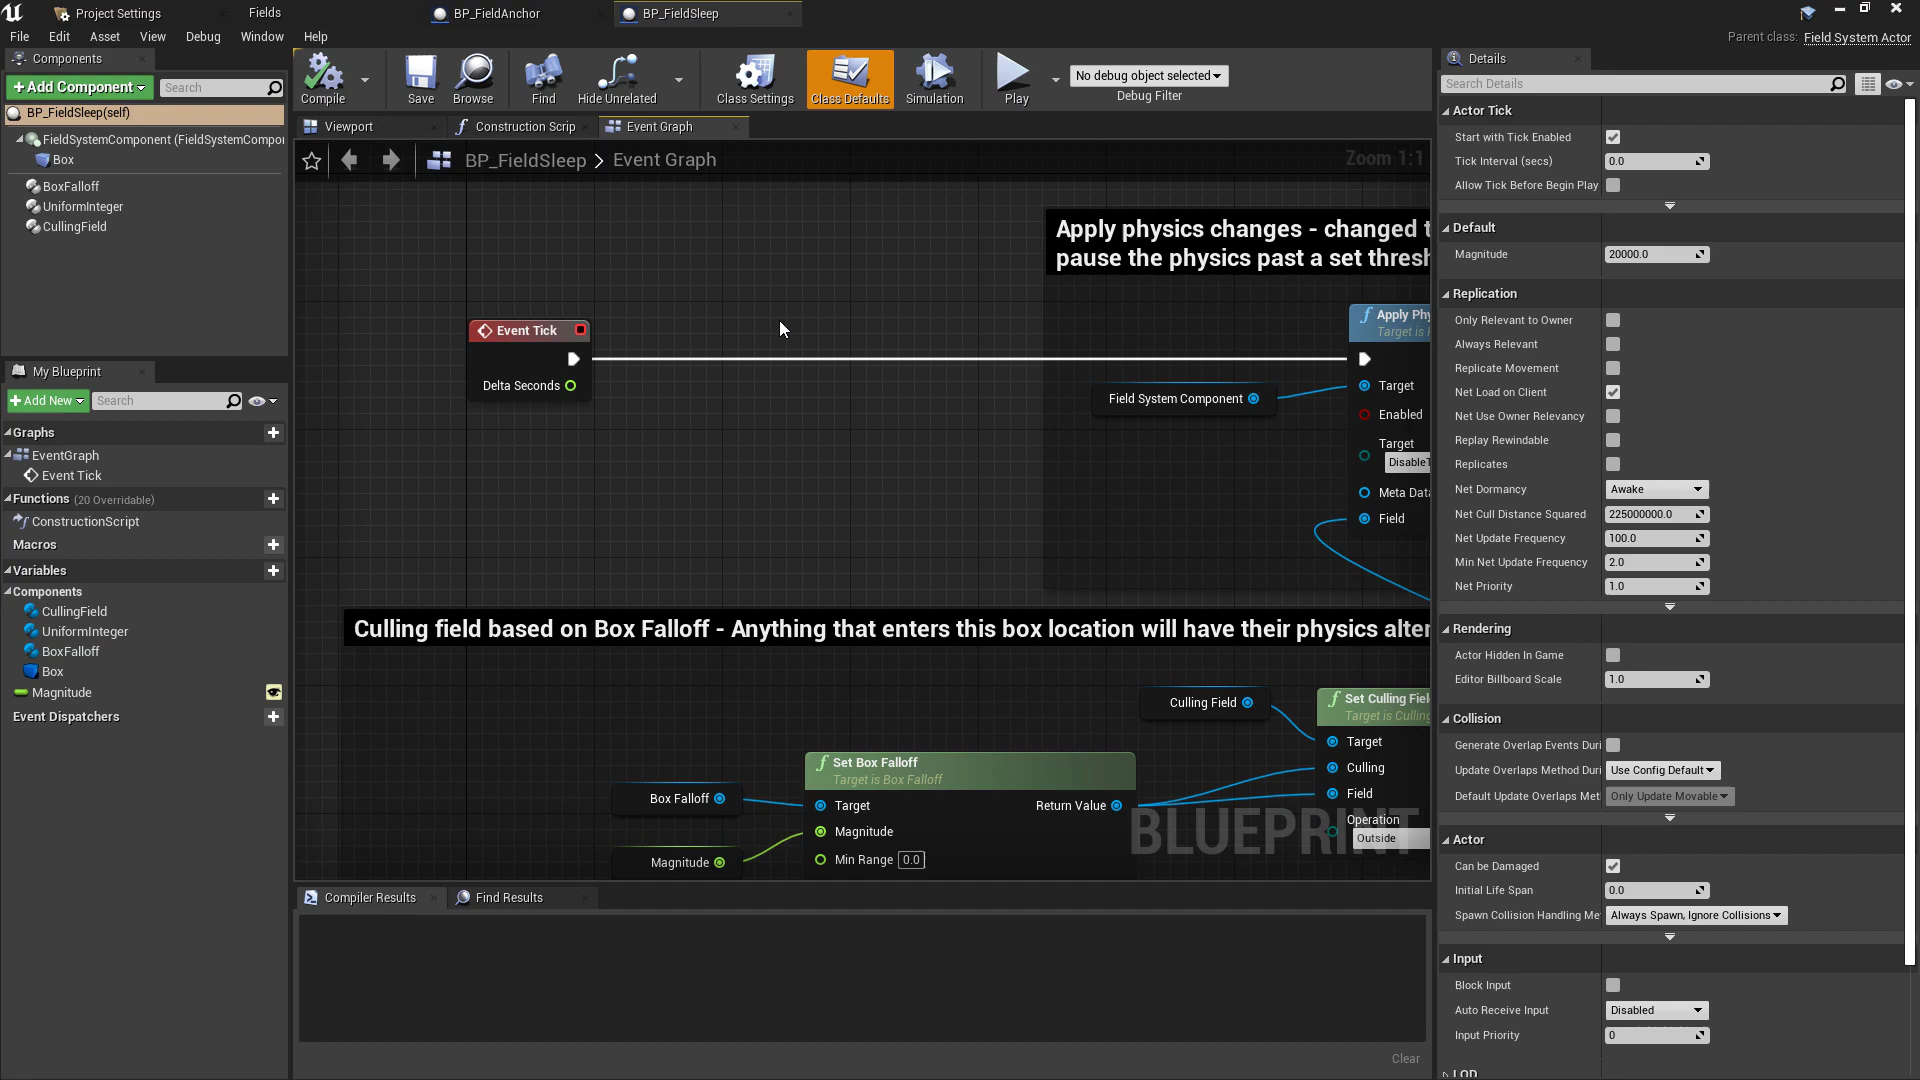 Project Settings
Fields
BP_FieldAnchor
BP_FieldSleep
File
Edit
Asset
View
Debug
Window
Help
Parent class: Field System Actor
Components
+Add Component
Search
BP_FieldSleep(self)
FieldSystemComponent (FieldSystemCompo
Box
BoxFalloff
UniformInteger
CullingField
My Blueprint
+Add New
Search
Graphs
EventGraph
Event Tick
Functions (20 Overridable)
ConstructionScript
Macros
Variables
Components
CullingField
UniformInteger
BoxFalloff
Box
Magnitude
Event Dispatchers
Compile
Save
Browse
Find
Hide Unrelated
Class Settings
Class Defaults
Simulation
Play
No debug object selected
Debug Filter
Viewport
Construction Scrip
Event Graph
BP_FieldSleep > Event Graph
Zoom 1:1
Apply physics changes - changed t
pause the physics past a set thresh
Event Tick
Delta Seconds
Field System Component
Apply Phy
Target is
Target
Enabled
Target
DisableT
Meta Data
Field
Culling field based on Box Falloff - Anything that enters this box location will have their physics alter
Culling Field
Set Culling Fiel
Target is Culling
Target
Culling
Field
Operation
Outside
Set Box Falloff
Target is Box Falloff
Box Falloff
Target
Return Value
Magnitude
Magnitude
Min Range 0.0
BLUEPRINT
Compiler Results
Find Results
Clear
Details
Search Details
Actor Tick
Start with Tick Enabled
Tick Interval (secs) 0.0
Allow Tick Before Begin Play
Default
Magnitude 20000.0
Replication
Only Relevant to Owner
Always Relevant
Replicate Movement
Net Load on Client
Net Use Owner Relevancy
Replay Rewindable
Replicates
Net Dormancy Awake
Net Cull Distance Squared 225000000.0
Net Update Frequency 100.0
Min Net Update Frequency 2.0
Net Priority 1.0
Rendering
Actor Hidden In Game
Editor Billboard Scale 1.0
Collision
Generate Overlap Events Duri
Update Overlaps Method Duri Use Config Default
Default Update Overlaps Met Only Update Movable
Actor
Can be Damaged
Initial Life Span 0.0
Spawn Collision Handling Me Always Spawn, Ignore Collisions
Input
Block Input
Auto Receive Input Disabled
Input Priority 0
LOD